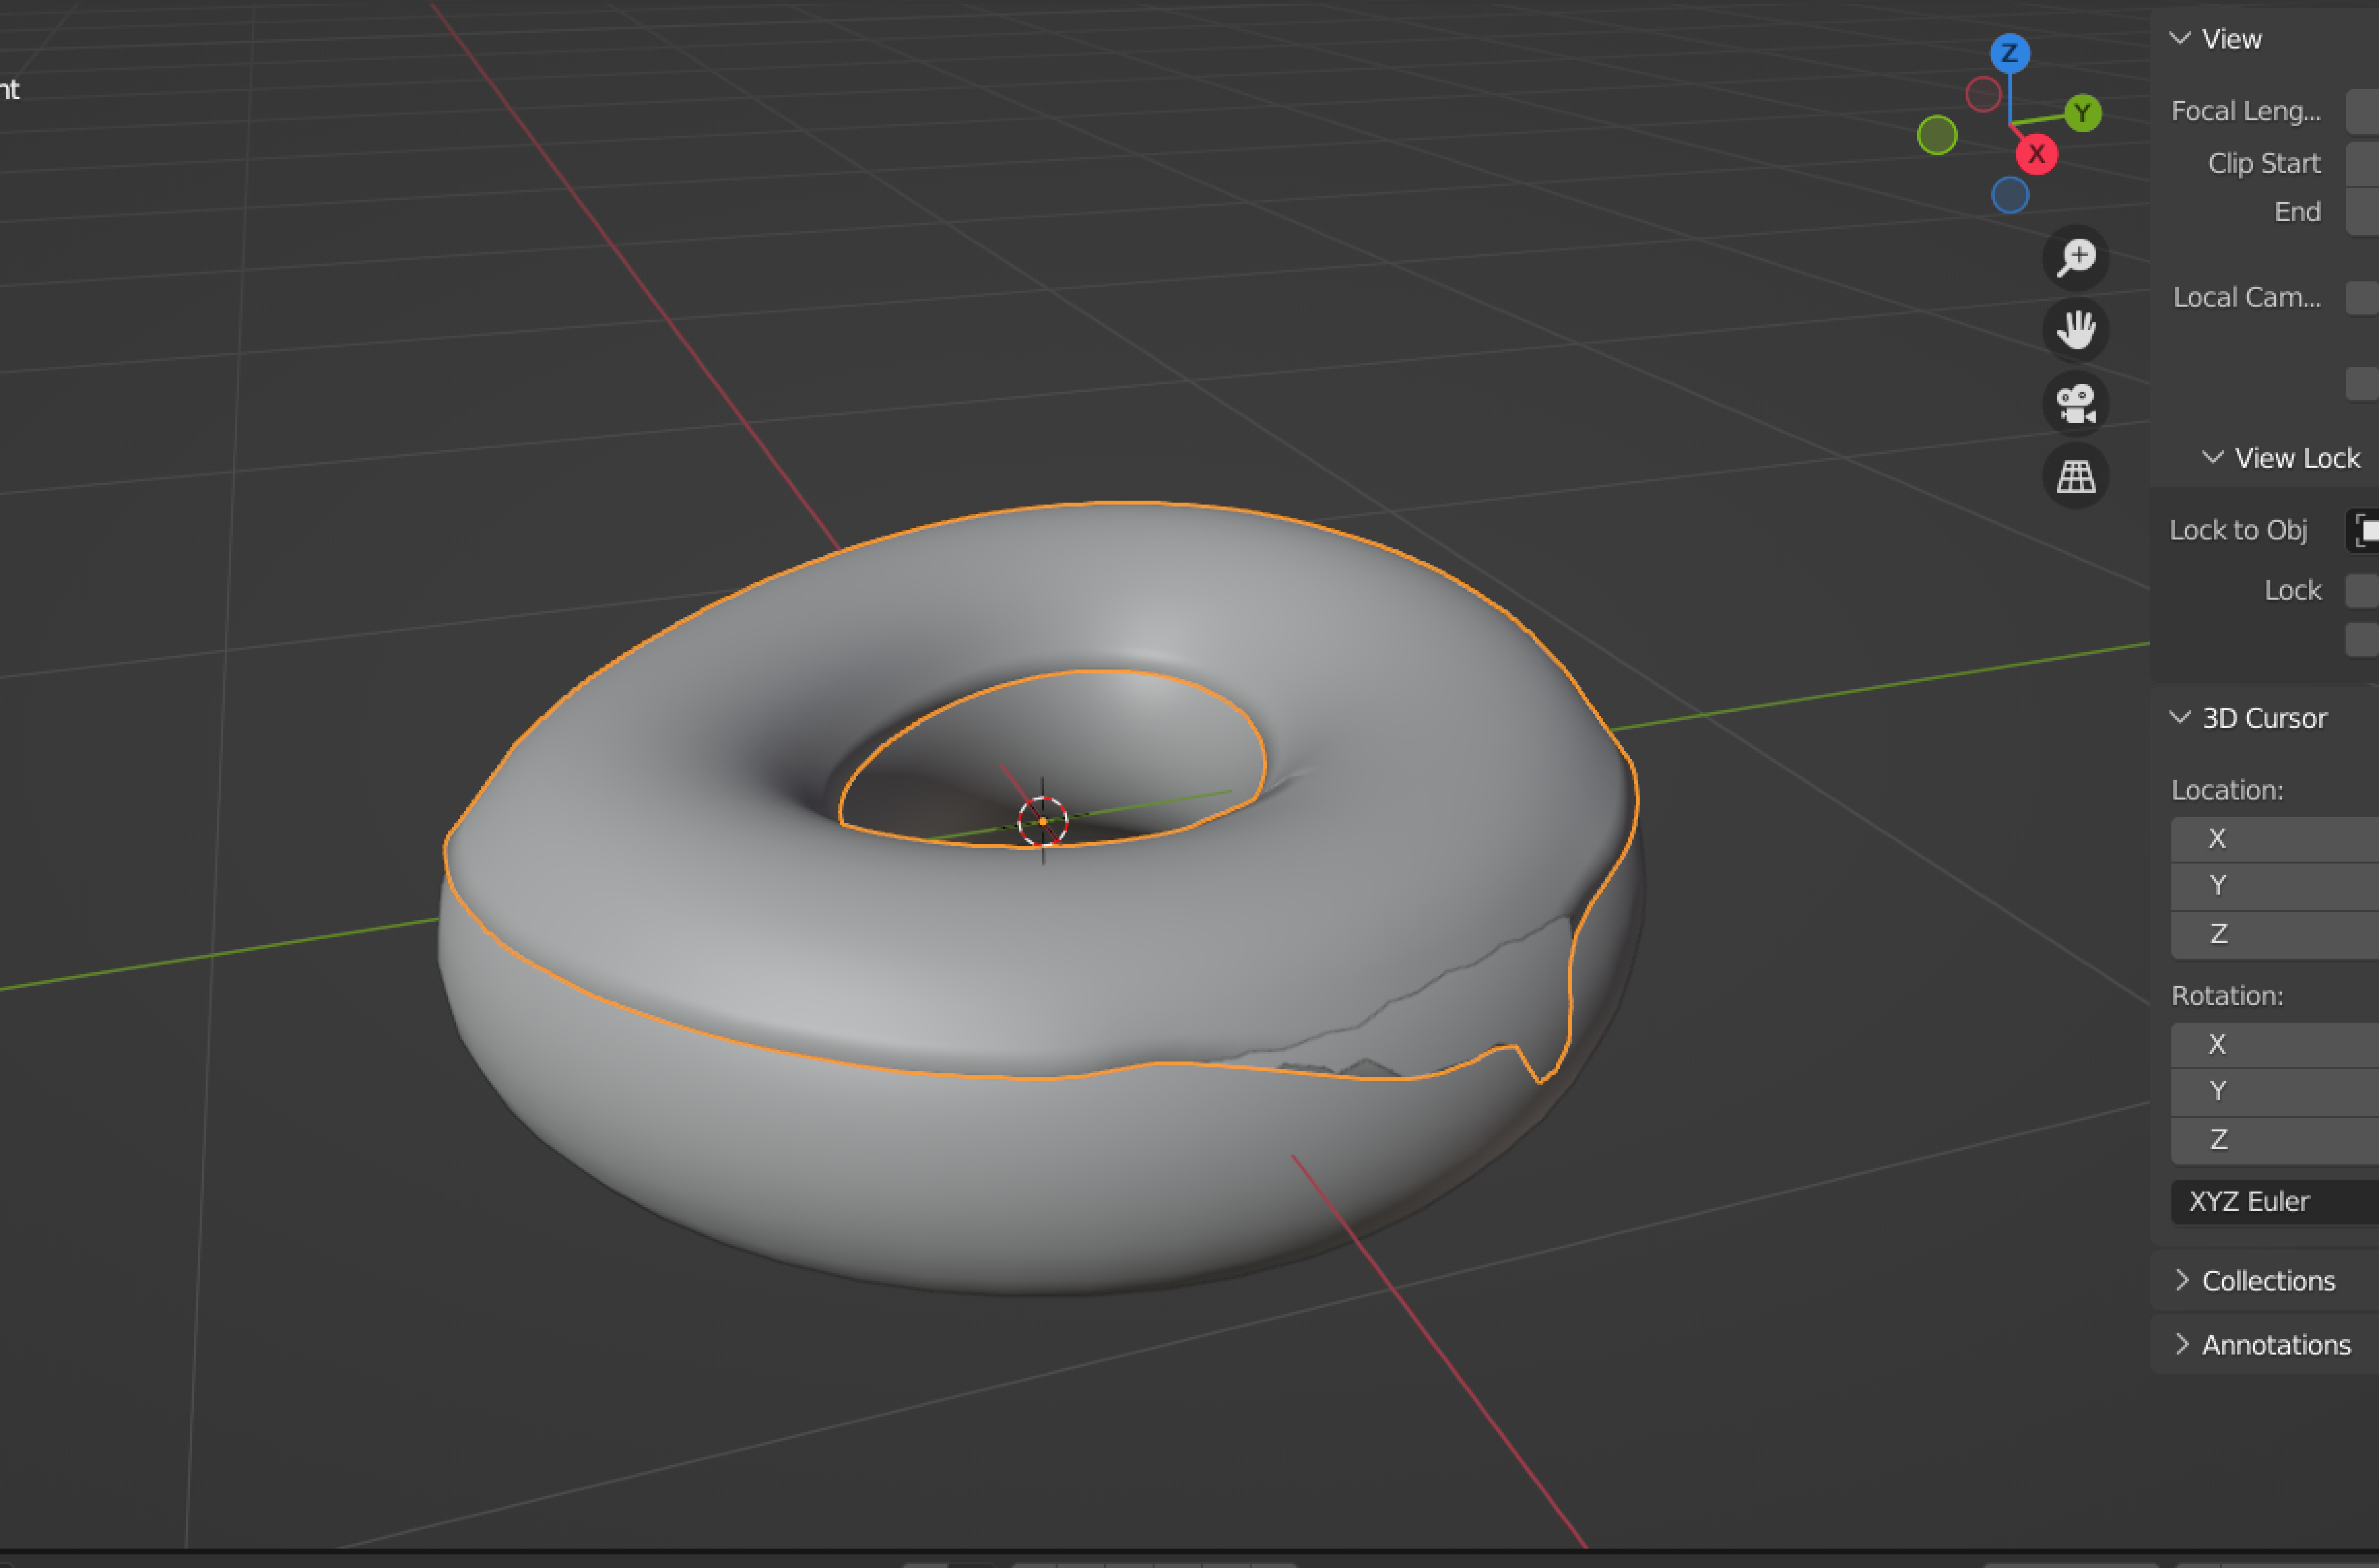 nt
Z
Y
X
View
Focal Leng...
Clip Start
End
Local Cam...
View Lock
Lock to Obj
Lock
3D Cursor
Location:
X
Y
Z
Rotation:
X
Y
Z
XYZ Euler
Collections
Annotations